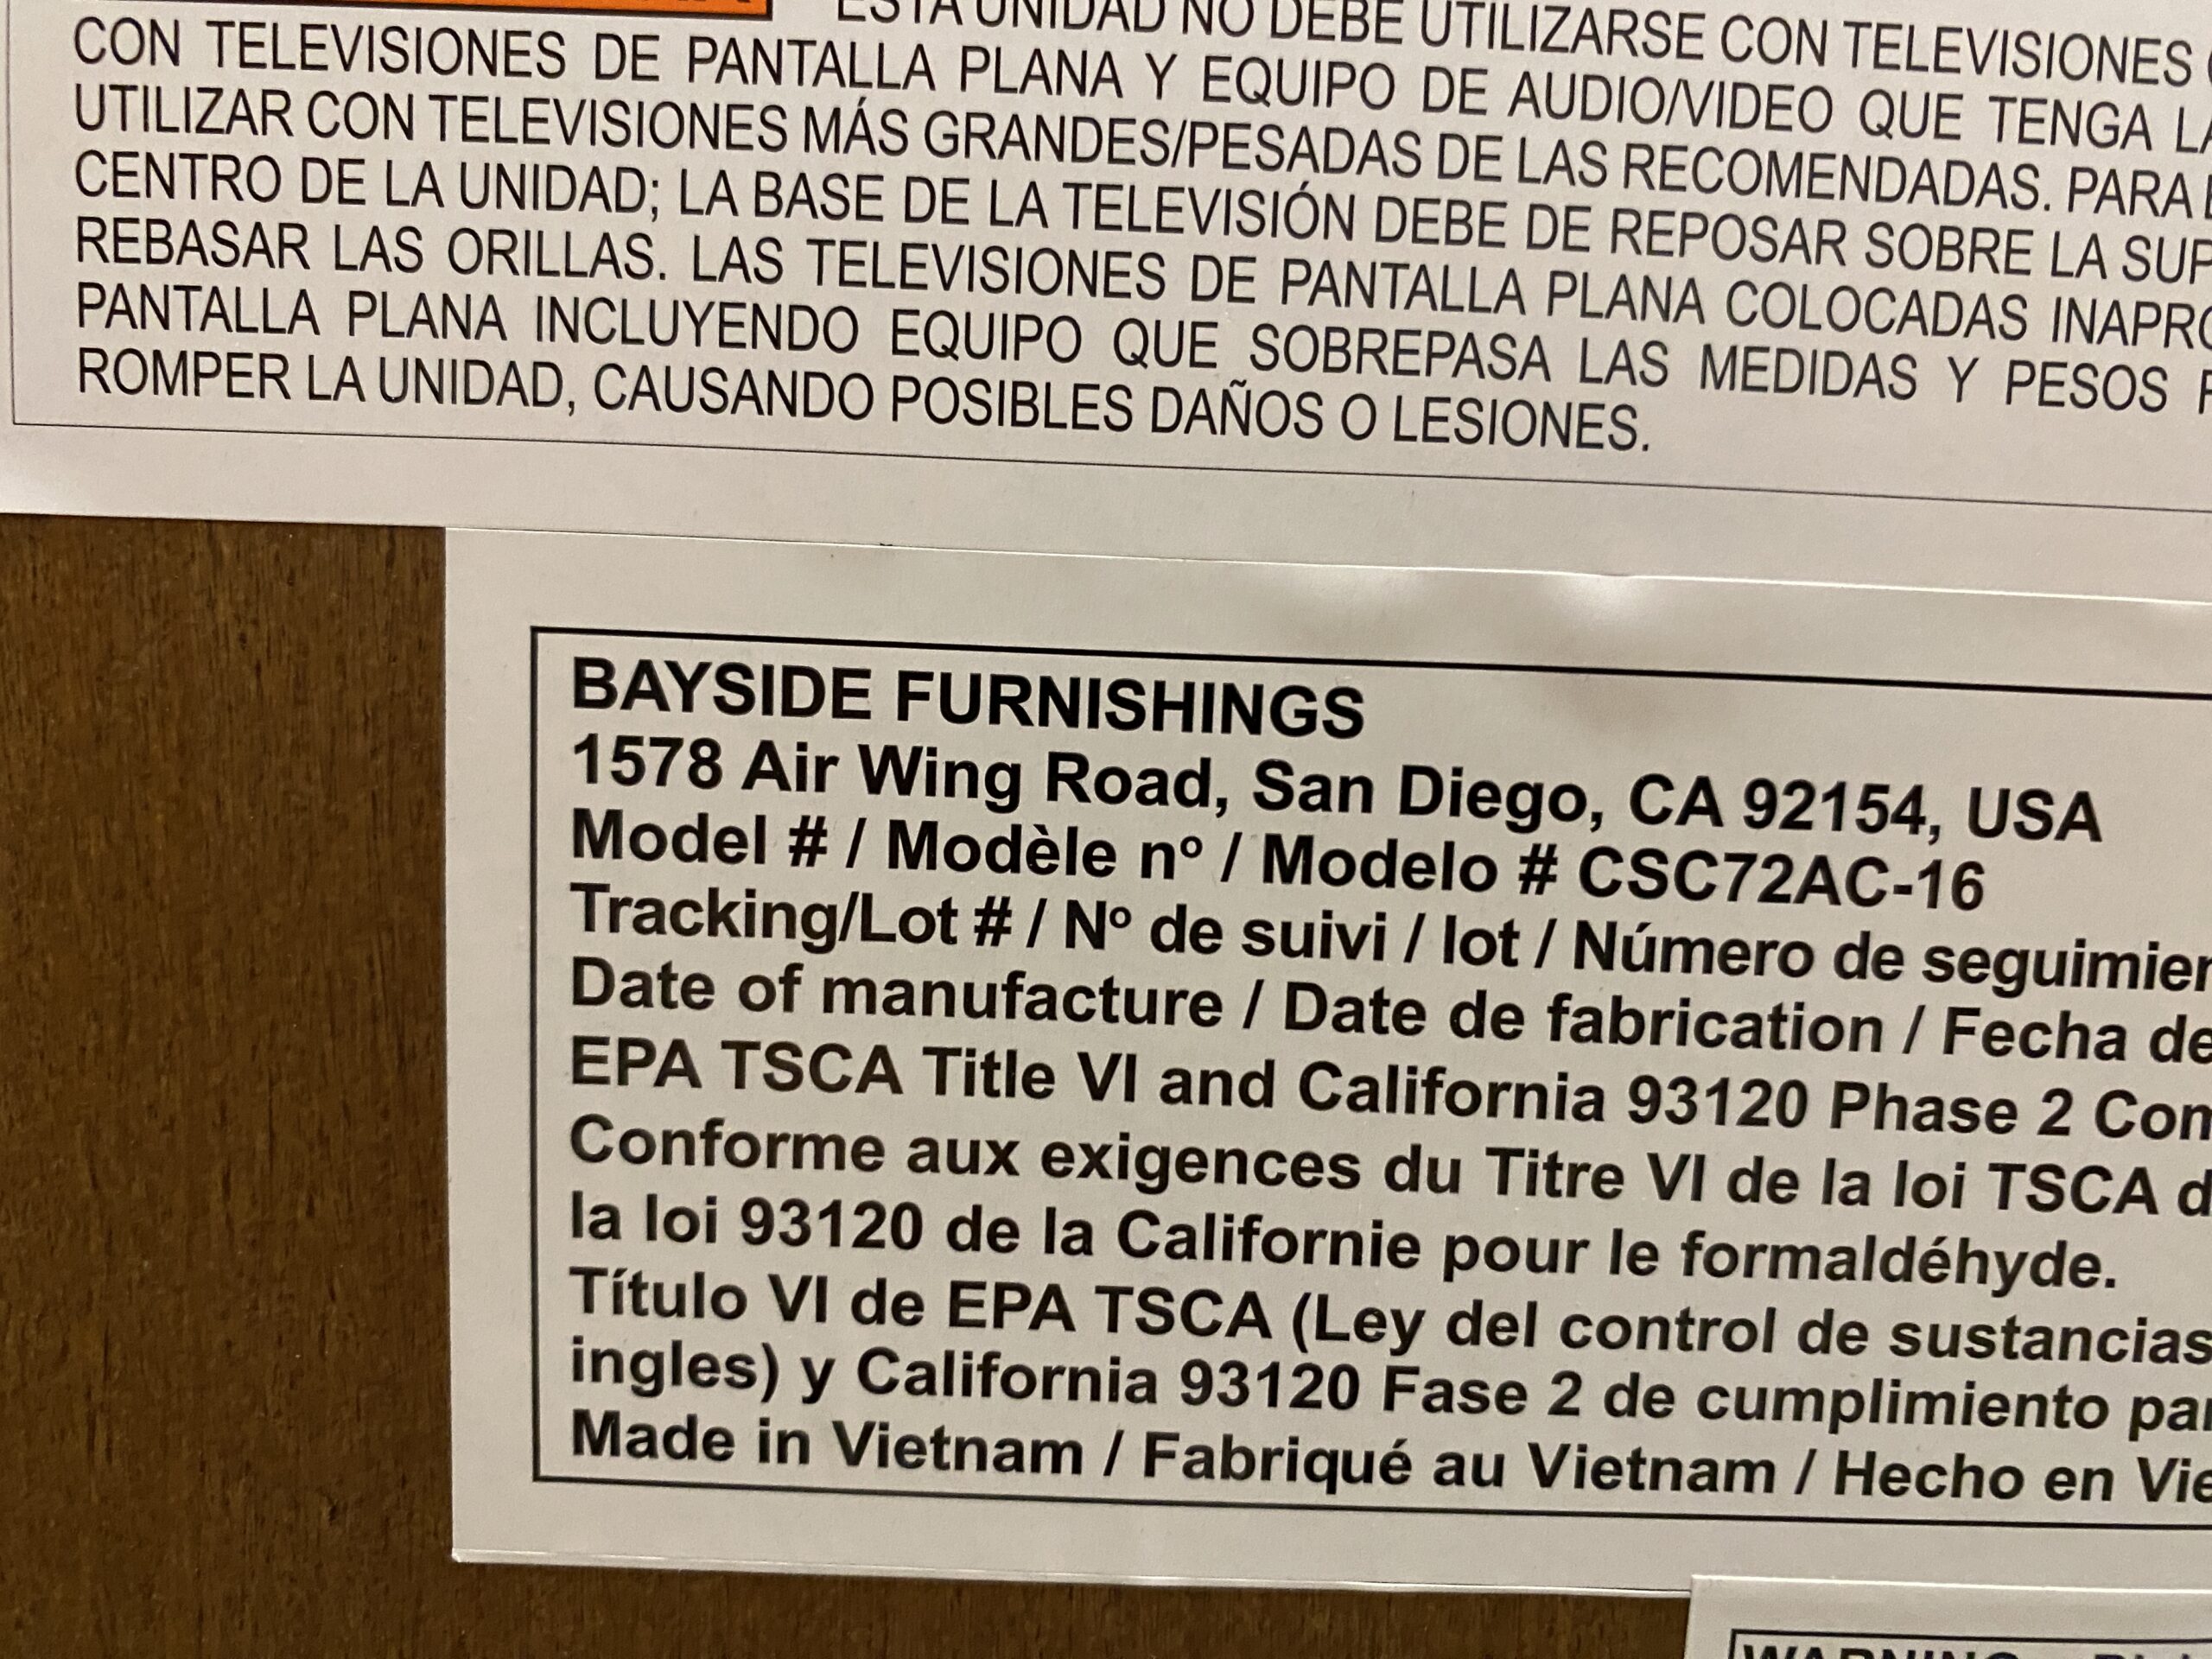 ESTA UNIDAD NO DEBE UTILIZARSE CON TELEVISIONES
CON TELEVISIONES DE PANTALLA PLANA Y EQUIPO DE AUDIO/VIDEO QUE TENGA
UTILIZAR CON TELEVISIONES MÁS GRANDES/PESADAS DE LAS RECOMENDADAS. PARA
CENTRO DE LA UNIDAD; LA BASE DE LA TELEVISIÓN DEBE DE REPOSAR SOBRE LA
REBASAR LAS ORILLAS. LAS TELEVISIONES DE PANTALLA PLANA COLOCADAS
PANTALLA PLANA INCLUYENDO EQUIPO QUE SOBREPASA LAS MEDIDAS Y PESOS
ROMPER LA UNIDAD, CAUSANDO POSIBLES DAÑOS O LESIONES.
BAYSIDE FURNISHINGS
1578 Air Wing Road, San Diego, CA 92154, USA
Model # / Modèle nº / Modelo # CSC72AC-16
Tracking/Lot # / Nº de suivi / lot / Número de
Date of manufacture / Date de fabrication / Fecha de
EPA TSCA Title VI and California 93120 Phase 2
Conforme aux exigences du Titre VI de la loi TSCA
la loi 93120 de la Californie pour le formaldéhyde.
Título VI de EPA TSCA (Ley del control de sustancias
ingles) y California 93120 Fase 2 de cumplimiento
Made in Vietnam / Fabriqué au Vietnam / Hecho en
WARNING